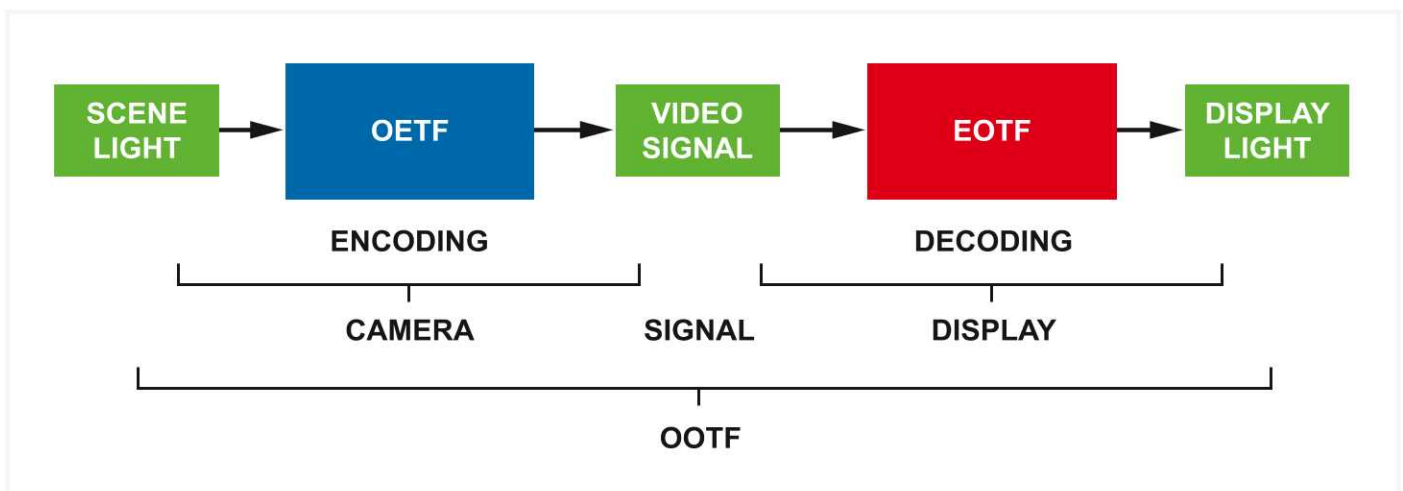 SCENE
LIGHT
OETF
VIDEO
SIGNAL
EOTF
DISPLAY
LIGHT
ENCODING
DECODING
CAMERA
SIGNAL
DISPLAY
OOTF